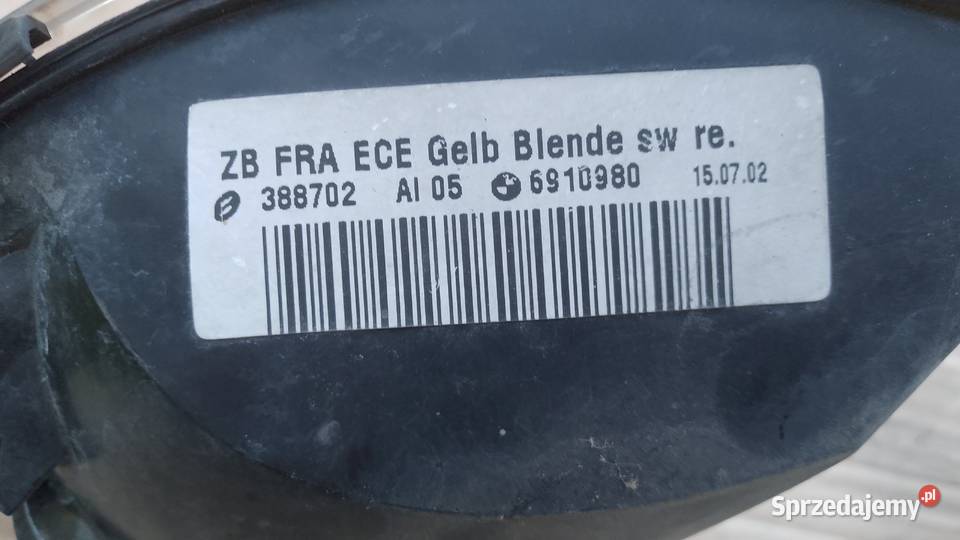 ZB FRA ECE Gelb Blende sw re.
388702 AI 05 6910980 15.07.02
Sprzedajemy.pl